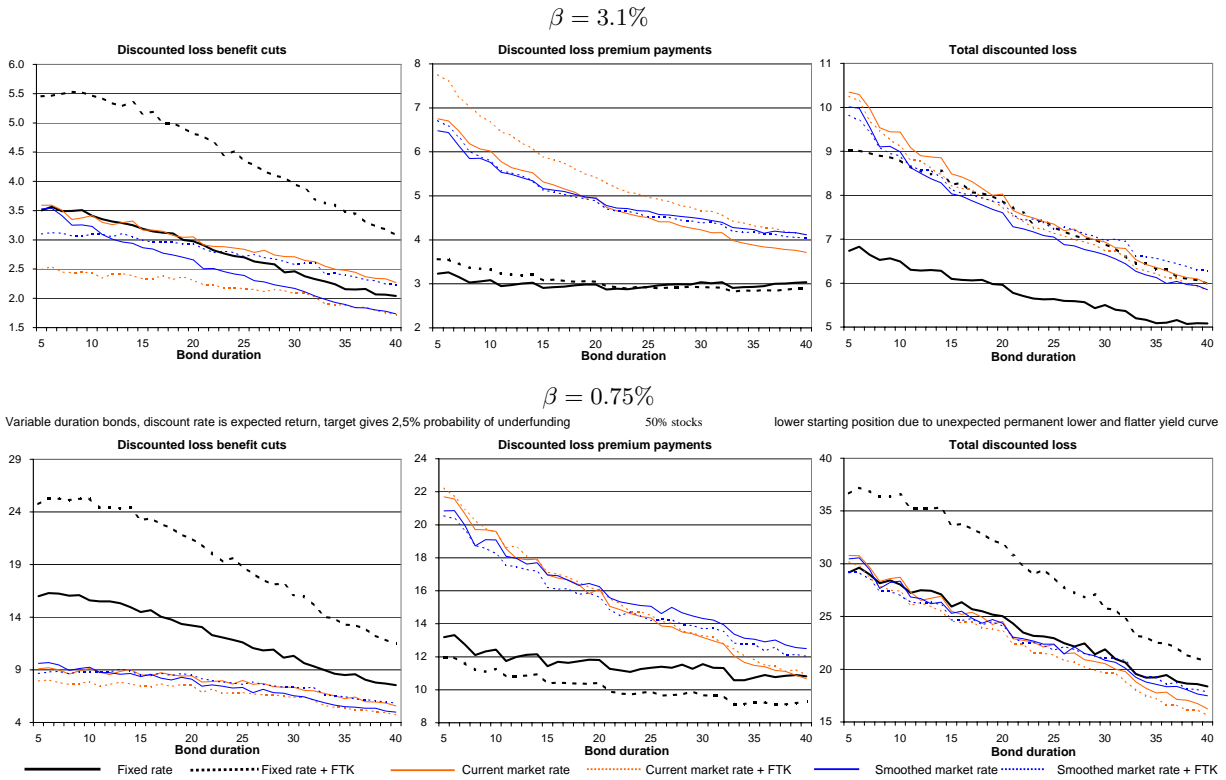 β = 3.1%
Discounted loss benefit cuts
6.0
5.5
5.0
4.5
4.0
3.5
3.0
2.5
2.0
1.5
5 10 15 20 25 30 35 40
Bond duration
Discounted loss premium payments
8
7
6
5
4
3
2
5 10 15 20 25 30 35 40
Bond duration
Total discounted loss
11
10
9
8
7
6
5
5 10 15 20 25 30 35 40
Bond duration
β = 0.75%
Variable duration bonds, discount rate is expected return, target gives 2,5% probability of underfunding 50% stocks lower starting position due to unexpected permanent lower and flatter yield curve
Discounted loss benefit cuts
29
24
19
14
9
4
5 10 15 20 25 30 35 40
Bond duration
Discounted loss premium payments
24
22
20
18
16
14
12
10
8
5 10 15 20 25 30 35 40
Bond duration
Total discounted loss
40
35
30
25
20
15
5 10 15 20 25 30 35 40
Bond duration
Fixed rate Fixed rate + FTK Current market rate Current market rate + FTK Smoothed market rate Smoothed market rate + FTK